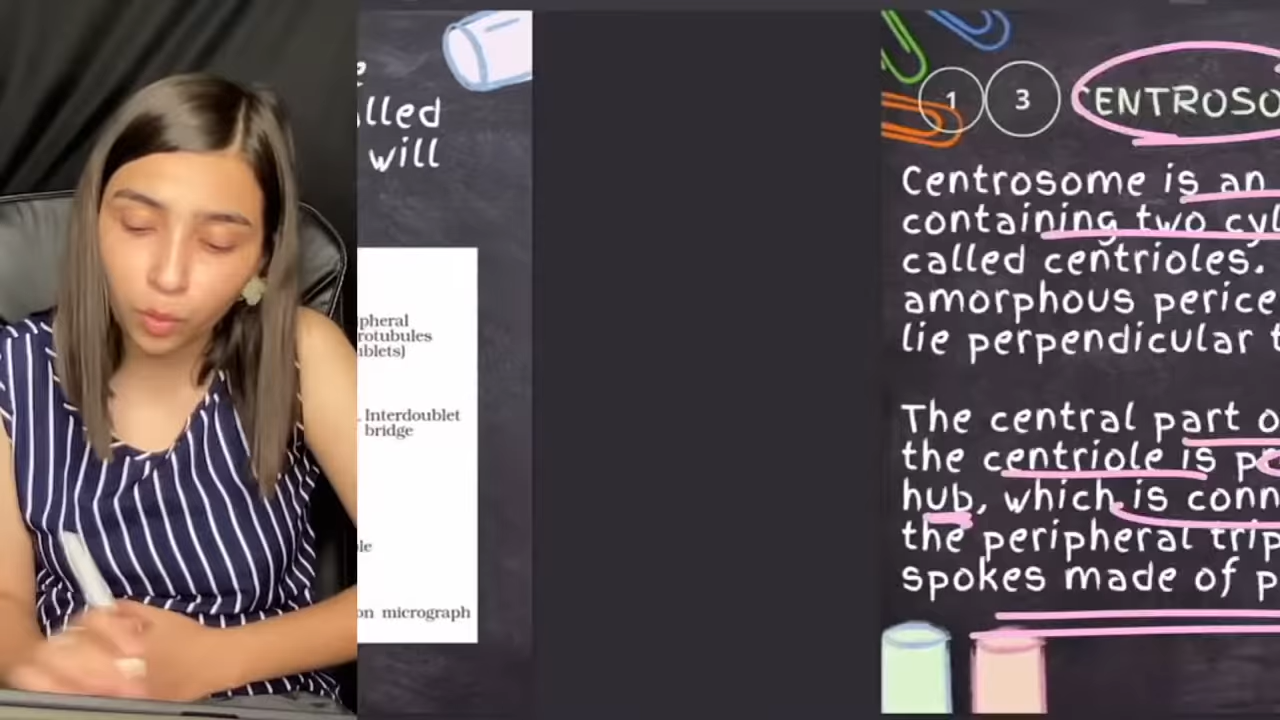 lled
will
pheral
rotubules
blets)
Interdoublet
bridge
le
on micrograph
1 3 CENTROSO
Centrosome is an
containing two cyl
called centrioles.
amorphous perice
lie perpendicular t
The central part o
the centriole is pr
hub, which is conn
the peripheral trip
spokes made of p